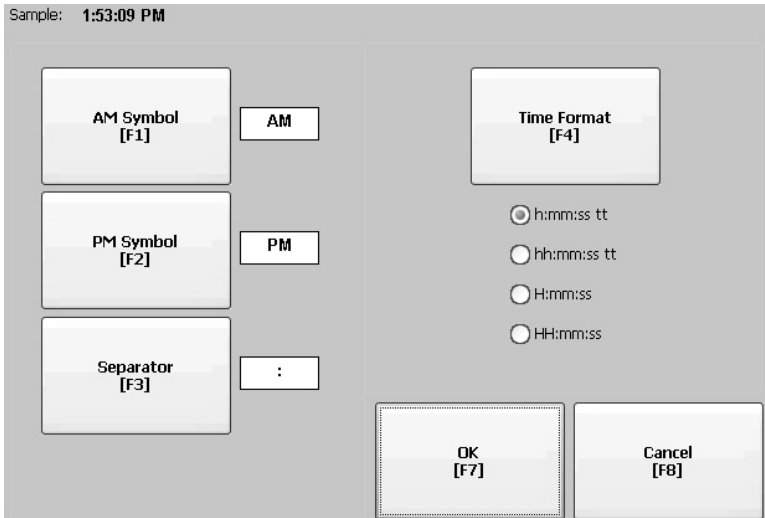 Sample: 1:53:09 PM
AM Symbol
[F1]
AM
PM Symbol
[F2]
PM
Separator
[F3]
:
Time Format
[F4]
h:mm:ss tt
hh:mm:ss tt
H:mm:ss
HH:mm:ss
OK
[F7]
Cancel
[F8]